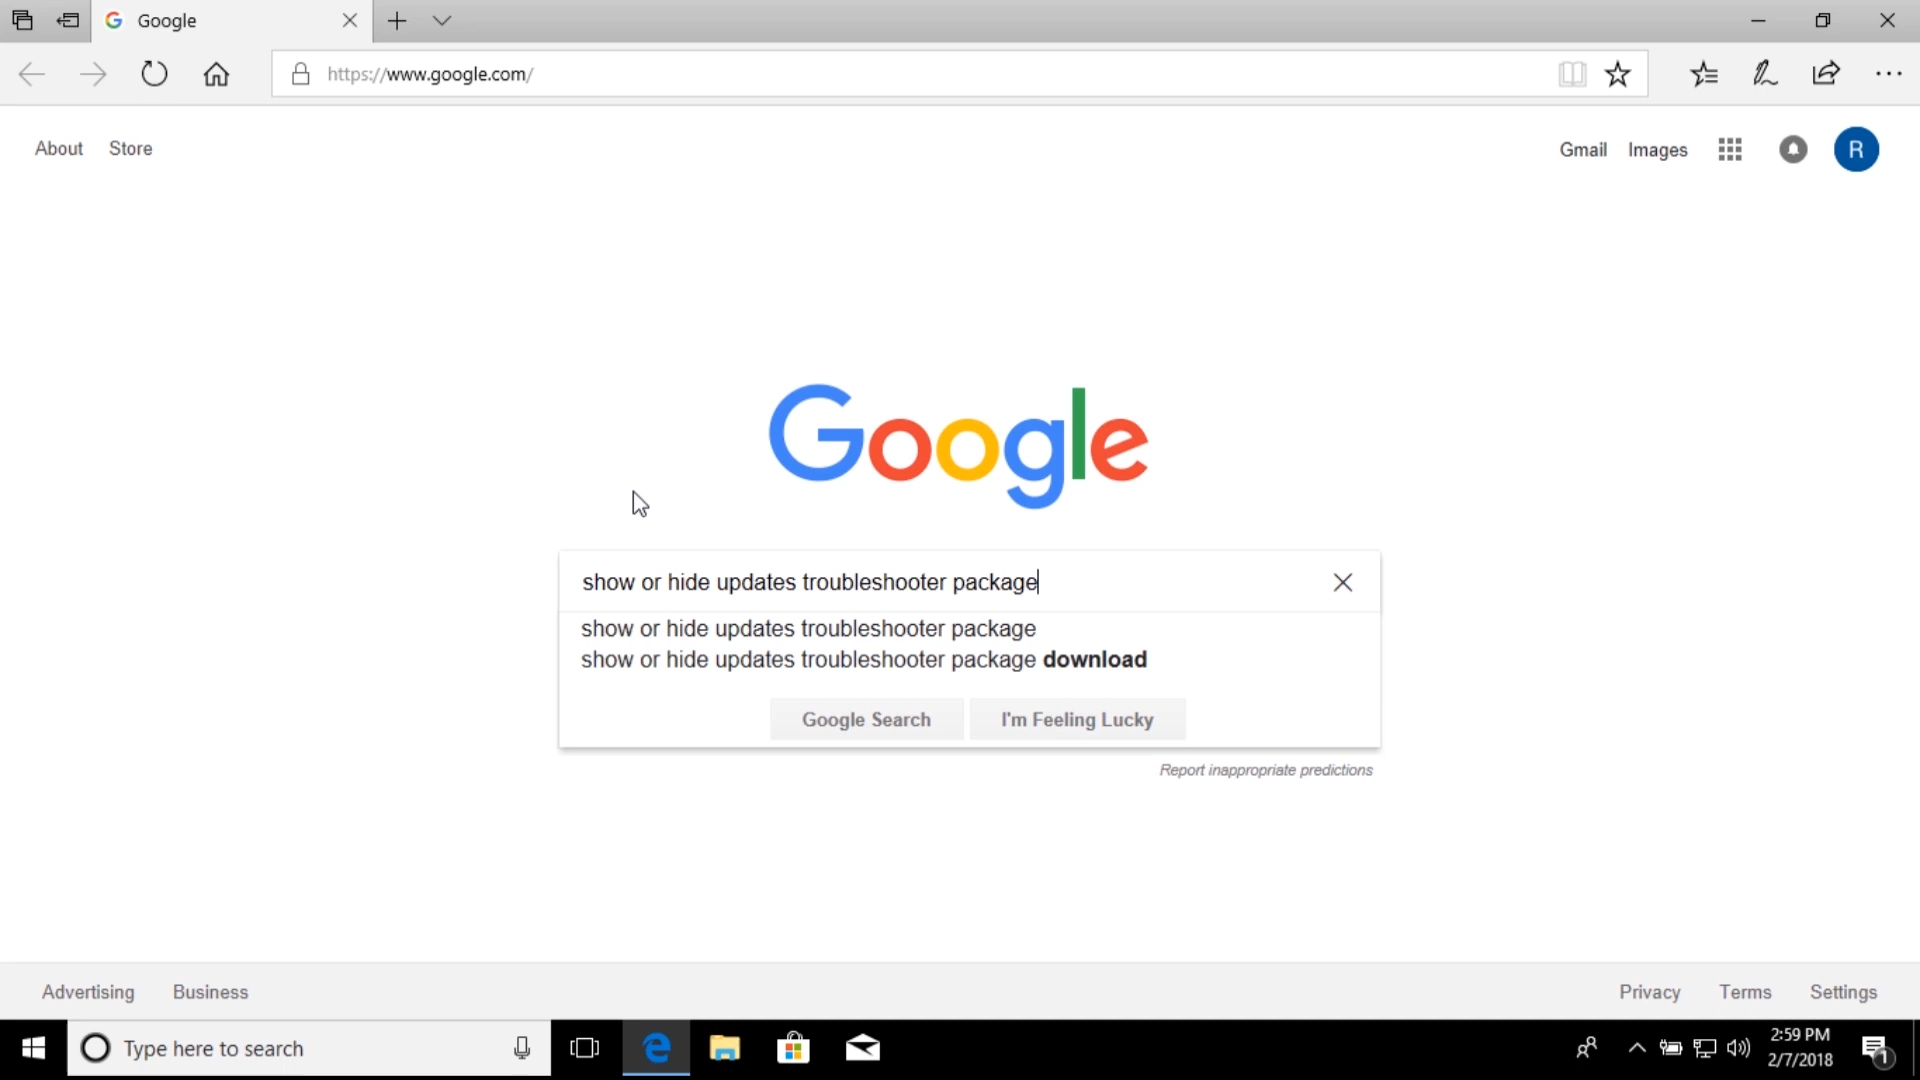 Google
https://www.google.com/
About Store
Gmail Images R
Google
show or hide updates troubleshooter package
show or hide updates troubleshooter package
show or hide updates troubleshooter package download
Google Search I'm Feeling Lucky
Report inappropriate predictions
Advertising Business
Privacy Terms Settings
Type here to search
2:59 PM
2/7/2018
1